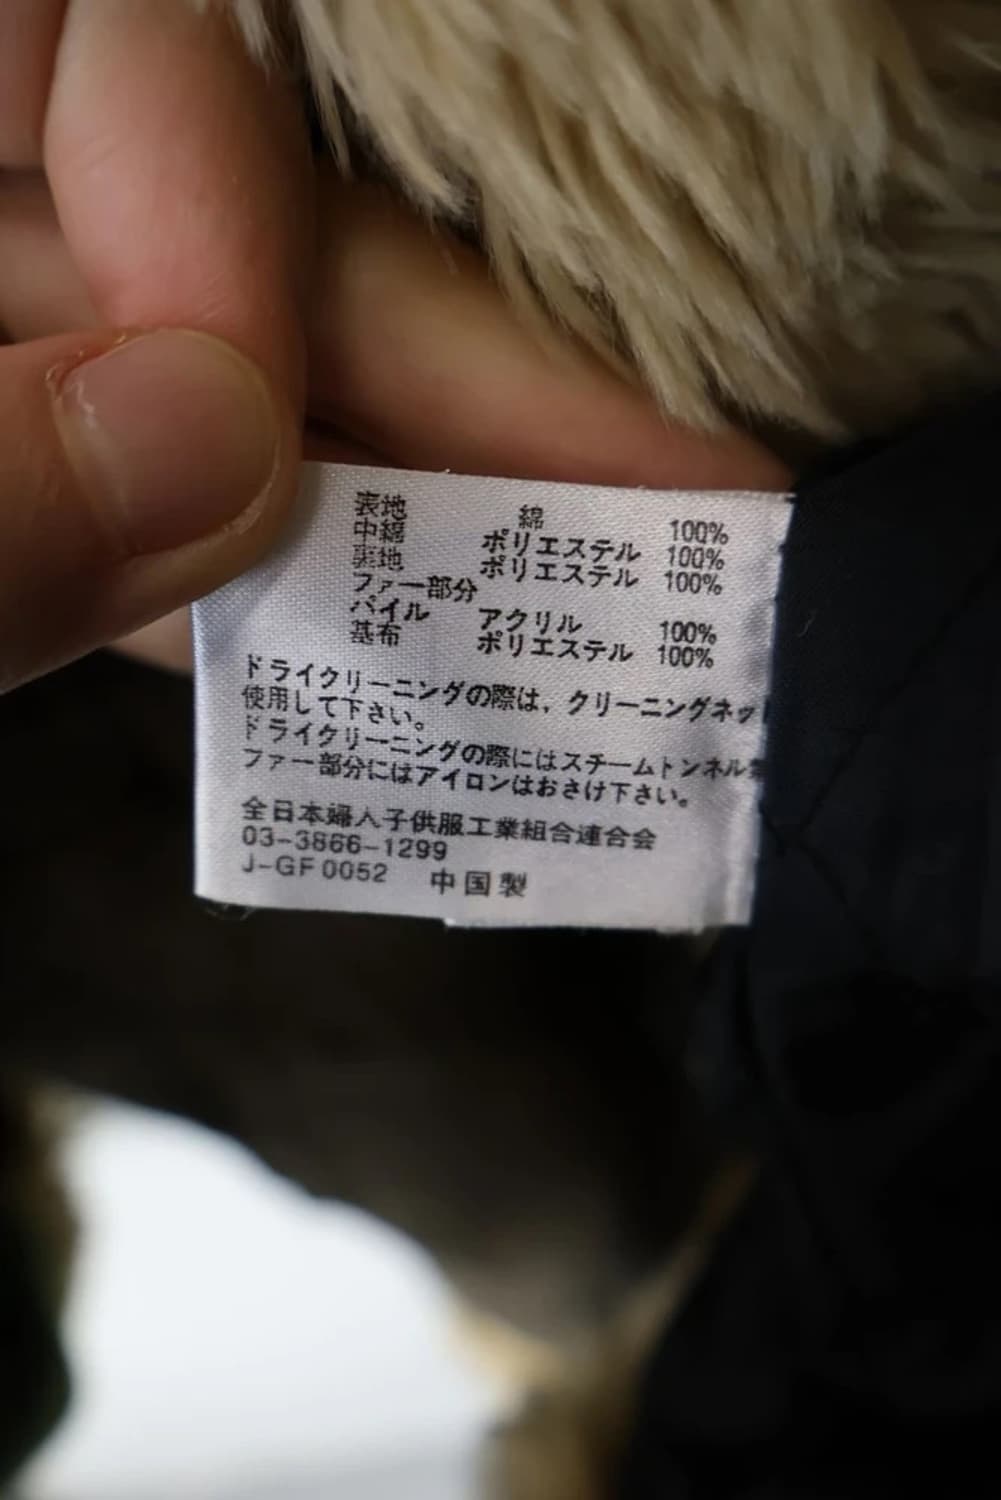 表地 綿 100%
中綿 ポリエステル 100%
裏地 ポリエステル 100%
ファー部分
パイル アクリル 100%
基布 ポリエステル 100%
ドライクリーニングの際は、クリーニングネッ
使用して下さい。
ドライクリーニングの際にはスチームトンネル
ファー部分にはアイロンはおさけ下さい。
全日本婦人子供服工業組合連合会
03-3866-1299
J-GF0052 中国製